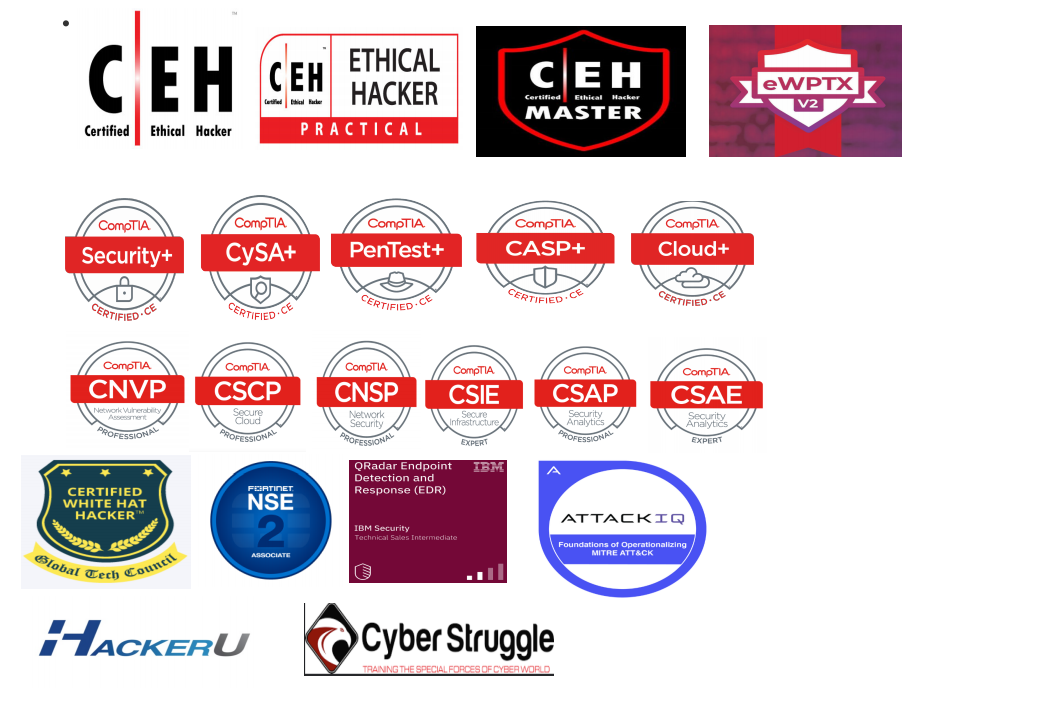 C|EH ™
Certified Ethical Hacker
C|EH ™
Certified Ethical Hacker
ETHICAL
HACKER
PRACTICAL
C|EH
Certified Ethical Hacker
MASTER
eWPTX
V2
CompTIA
Security+
CERTIFIED · CE
CompTIA
CySA+
CERTIFIED · CE
CompTIA
PenTest+
CERTIFIED · CE
CompTIA
CASP+
CERTIFIED · CE
CompTIA
Cloud+
CERTIFIED · CE
CompTIA
CNVP
Network Vulnerability
Assessment
PROFESSIONAL
CompTIA
CSCP
Secure
Cloud
PROFESSIONAL
CompTIA
CNSP
Network
Security
PROFESSIONAL
CompTIA
CSIE
Secure
Infrastructure
EXPERT
CompTIA
CSAP
Security
Analytics
PROFESSIONAL
CompTIA
CSAE
Security
Analytics
EXPERT
CERTIFIED
WHITE HAT
HACKER™
Global Tech Council
FORTINET
NSE
2
ASSOCIATE
QRadar Endpoint
Detection and
Response (EDR)
IBM
IBM Security
Technical Sales Intermediate
ATTACKIQ
Foundations of Operationalizing
MITRE ATT&CK
HACKERU
Cyber Struggle
TRAINING THE SPECIAL FORCES OF CYBER WORLD